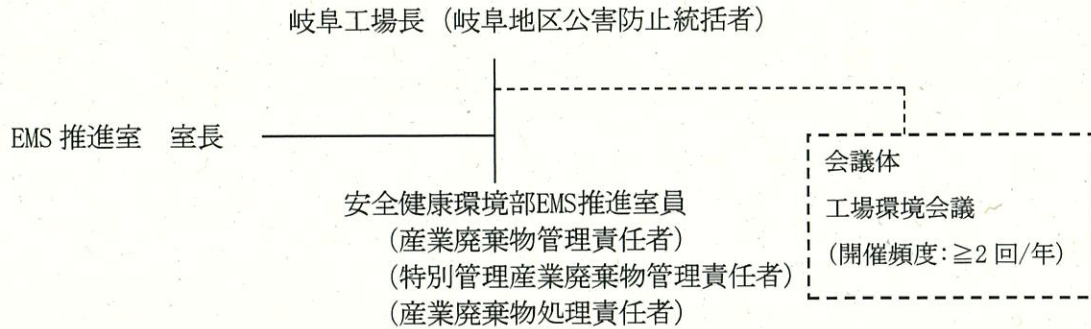 岐阜工場長（岐阜地区公害防止統括者）
EMS 推進室　室長
会議体
工場環境会議
(開催頻度:≧2 回/年)
安全健康環境部EMS推進室員
(産業廃棄物管理責任者)
(特別管理産業廃棄物管理責任者)
(産業廃棄物処理責任者)